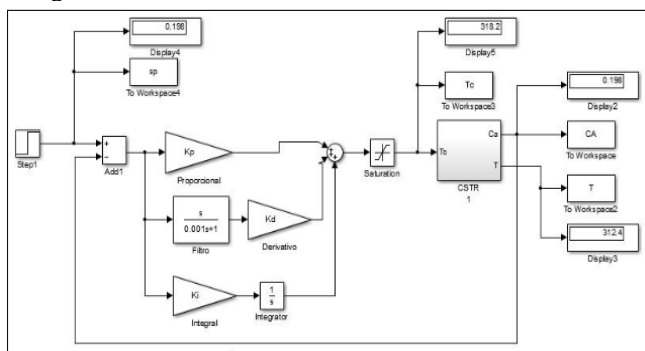 0.198
Display4
sp
To Workspace4
Step1
+
−
Add1
Kp
Proporcional
s
0.001s+1
Filtro
Kd
Derivativo
Ki
Integral
1
s
Integrator
Saturation
318.2
Display5
Tc
To Workspace3
Tc
Ca
T
CSTR
1
0.198
Display2
CA
To Workspace
T
To Workspace2
312.4
Display3